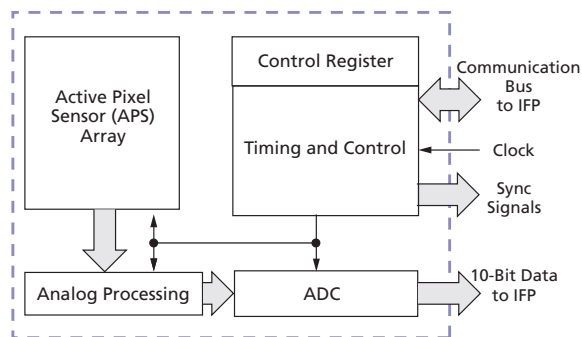 Active Pixel
Sensor (APS)
Array
Control Register
Timing and Control
Communication
Bus
to IFP
Clock
Sync
Signals
Analog Processing
ADC
10-Bit Data
to IFP